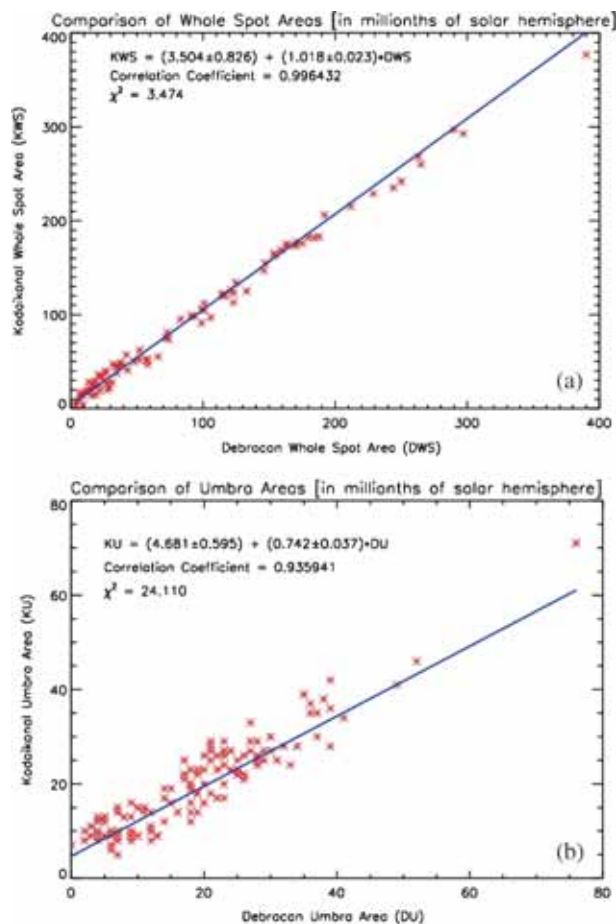 Comparison of Whole Spot Areas [in millionths of solar hemisphere]
400
KWS = (3.504±0.826) + (1.018±0.023)*DWS
Correlation Coefficient = 0.996432
χ² = 3.474
300
Kodaikanal Whole Spot Area (KWS)
200
100
0
(a)
0 100 200 300 400
Debracan Whole Spot Area (DWS)
Comparison of Umbra Areas [in millionths of solar hemisphere]
80
KU = (4.681±0.595) + (0.742±0.037)*DU
Correlation Coefficient = 0.935941
χ² = 24.110
60
Kodaikanal Umbra Area (KU)
40
20
0
(b)
0 20 40 60 80
Debracan Umbra Area (DU)